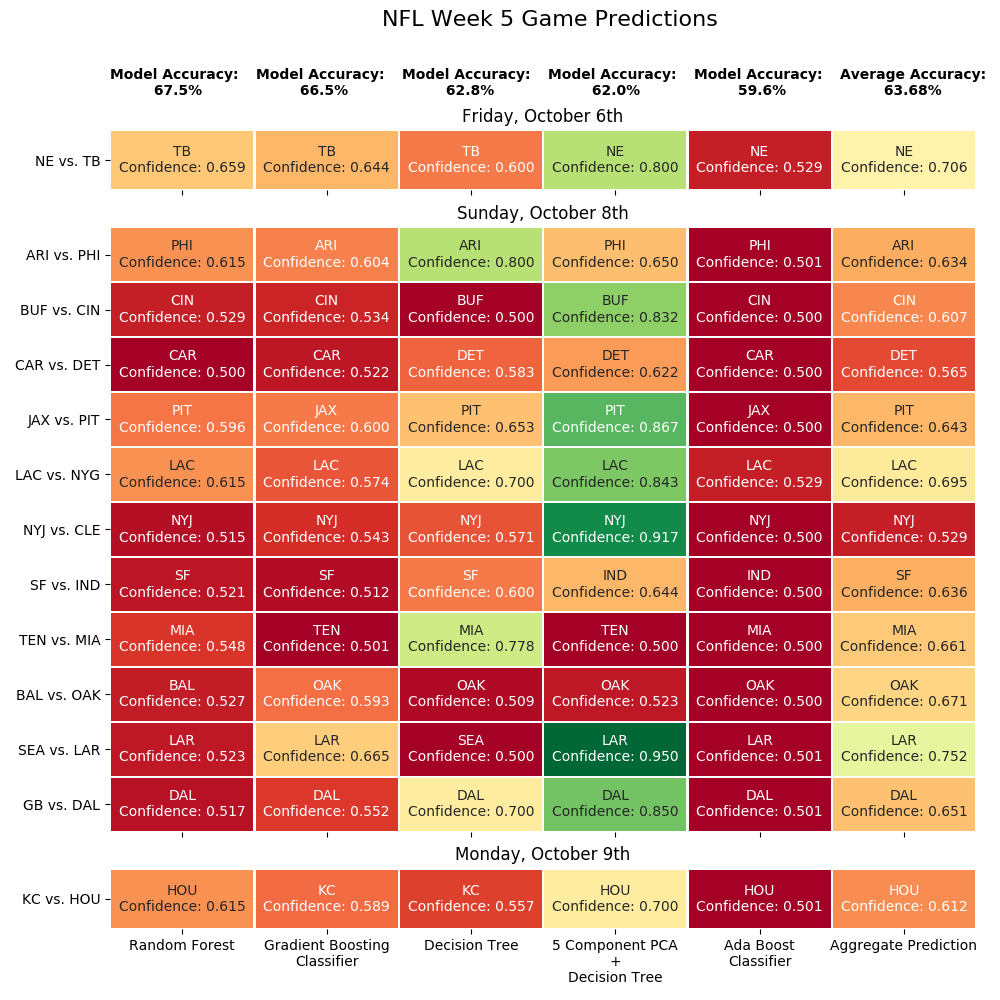 NFL Week 5 Game Predictions
Model Accuracy: Model Accuracy: Model Accuracy: Model Accuracy: Model Accuracy: Average Accuracy:
67.5% 66.5% 62.8% 62.0% 59.6% 63.68%
Friday, October 6th
TB TB TB NE NE NE
NE vs. TB
Confidence: 0.659 Confidence: 0.644 Confidence: 0.600 Confidence: 0.800 Confidence: 0.529 Confidence: 0.706
Sunday, October 8th
PHI ARI ARI PHI PHI ARI
ARI vs. PHI
Confidence: 0.615 Confidence: 0.604 Confidence: 0.800 Confidence: 0.650 Confidence: 0.501 Confidence: 0.634
CIN CIN BUF BUF CIN CIN
BUF vs. CIN
Confidence: 0.529 Confidence: 0.534 Confidence: 0.500 Confidence: 0.832 Confidence: 0.500 Confidence: 0.607
CAR CAR DET DET CAR DET
CAR vs. DET
Confidence: 0.500 Confidence: 0.522 Confidence: 0.583 Confidence: 0.622 Confidence: 0.500 Confidence: 0.565
PIT JAX PIT PIT JAX PIT
JAX vs. PIT
Confidence: 0.596 Confidence: 0.600 Confidence: 0.653 Confidence: 0.867 Confidence: 0.500 Confidence: 0.643
LAC LAC LAC LAC LAC LAC
LAC vs. NYG
Confidence: 0.615 Confidence: 0.574 Confidence: 0.700 Confidence: 0.843 Confidence: 0.529 Confidence: 0.695
NYJ NYJ NYJ NYJ NYJ NYJ
NYJ vs. CLE
Confidence: 0.515 Confidence: 0.543 Confidence: 0.571 Confidence: 0.917 Confidence: 0.500 Confidence: 0.529
SF SF SF IND IND SF
SF vs. IND
Confidence: 0.521 Confidence: 0.512 Confidence: 0.600 Confidence: 0.644 Confidence: 0.500 Confidence: 0.636
MIA TEN MIA TEN MIA MIA
TEN vs. MIA
Confidence: 0.548 Confidence: 0.501 Confidence: 0.778 Confidence: 0.500 Confidence: 0.500 Confidence: 0.661
BAL OAK OAK OAK OAK OAK
BAL vs. OAK
Confidence: 0.527 Confidence: 0.593 Confidence: 0.509 Confidence: 0.523 Confidence: 0.500 Confidence: 0.671
LAR LAR SEA LAR LAR LAR
SEA vs. LAR
Confidence: 0.523 Confidence: 0.665 Confidence: 0.500 Confidence: 0.950 Confidence: 0.501 Confidence: 0.752
DAL DAL DAL DAL DAL DAL
GB vs. DAL
Confidence: 0.517 Confidence: 0.552 Confidence: 0.700 Confidence: 0.850 Confidence: 0.501 Confidence: 0.651
Monday, October 9th
HOU KC KC HOU HOU HOU
KC vs. HOU
Confidence: 0.615 Confidence: 0.589 Confidence: 0.557 Confidence: 0.700 Confidence: 0.501 Confidence: 0.612
Random Forest Gradient Boosting Decision Tree 5 Component PCA Ada Boost Aggregate Prediction
Classifier + Classifier
Decision Tree